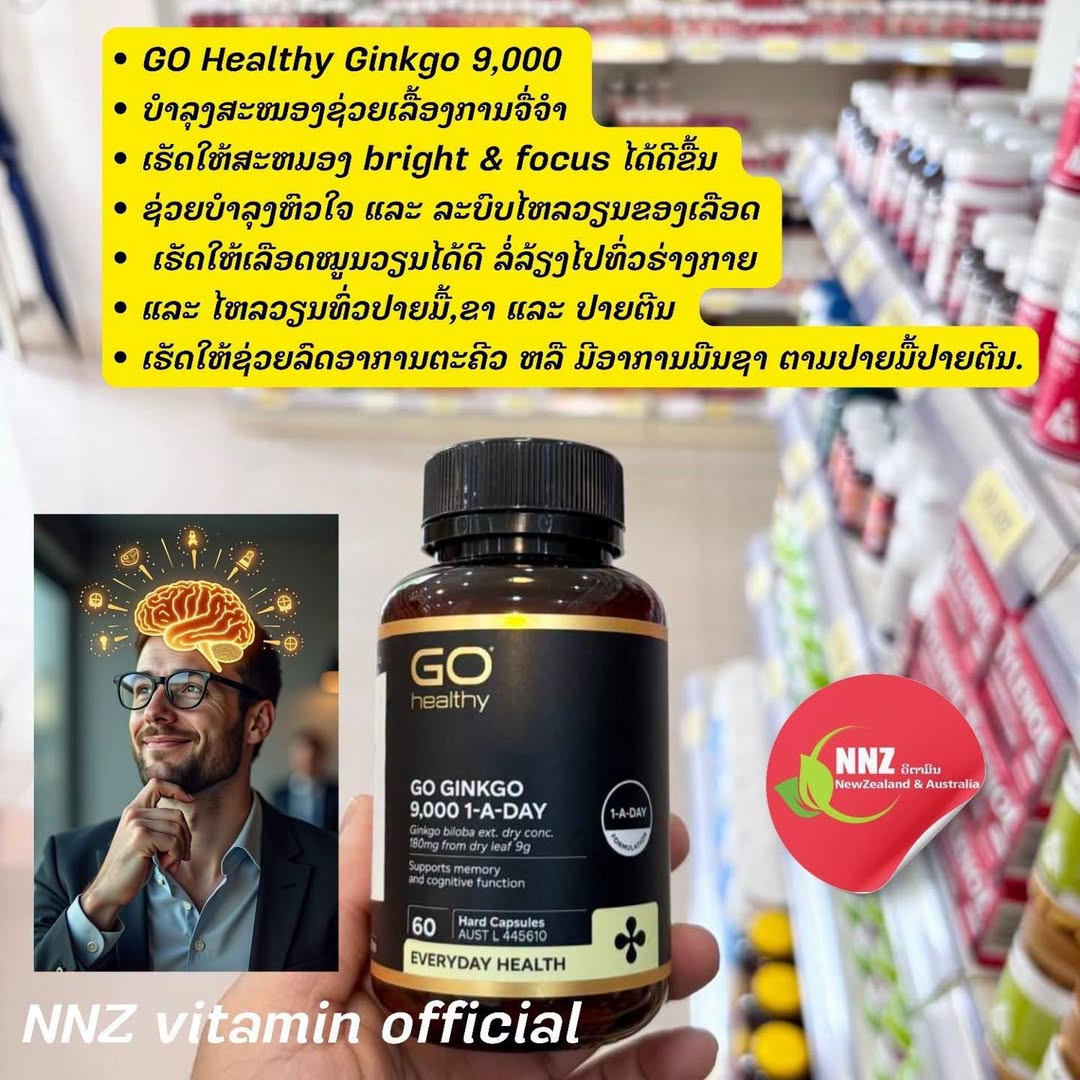 • GO Healthy Ginkgo 9,000
• ບໍາລຸງສະໝອງຊ່ວຍເລື້ອງການຈື່ຈໍາ
• ເຮັດໃຫ້ສະຫມອງ bright & focus ໄດ້ດີຂຶ້ນ
• ຊ່ວຍບໍາລຸງຫົວໃຈ ແລະ ລະບົບໄຫລວຽນຂອງເລືອດ
• ເຮັດໃຫ້ເລືອດໝູນວຽນໄດ້ດີ ລໍ່ລ້ຽງໄປທົ່ວຮ່າງກາຍ
• ແລະ ໄຫລວຽນທົ່ວປາຍມື້,ຂາ ແລະ ປາຍຕີນ
• ເຮັດໃຫ້ຊ່ວຍລົດອາການຕະຄີວ ຫລື ມີອາການມືນຊາ ຕາມປາຍມື້ປາຍຕີນ.
GO
healthy
GO GINKGO
9,000 1-A-DAY
Ginkgo biloba ext. dry conc.
180mg from dry leaf 9g
Supports memory
and cognitive function
1-A-DAY
FORMULATION
60 Hard Capsules
AUST L 445610
EVERYDAY HEALTH
NNZ ວິຕາມິນ
NewZealand & Australia
NNZ vitamin official